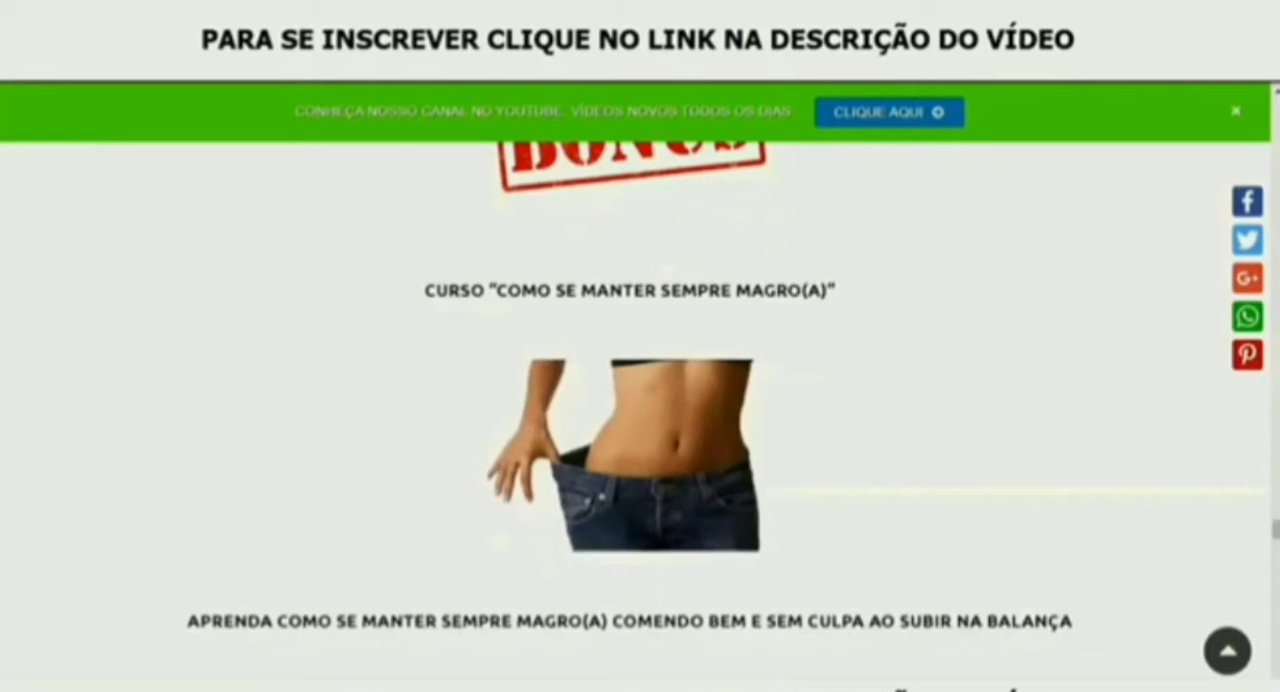 PARA SE INSCREVER CLIQUE NO LINK NA DESCRIÇÃO DO VÍDEO
CONHEÇA NOSSO CANAL NO YOUTUBE. VÍDEOS NOVOS TODOS OS DIAS
CLIQUE AQUI
BONUS
CURSO "COMO SE MANTER SEMPRE MAGRO(A)"
APRENDA COMO SE MANTER SEMPRE MAGRO(A) COMENDO BEM E SEM CULPA AO SUBIR NA BALANÇA